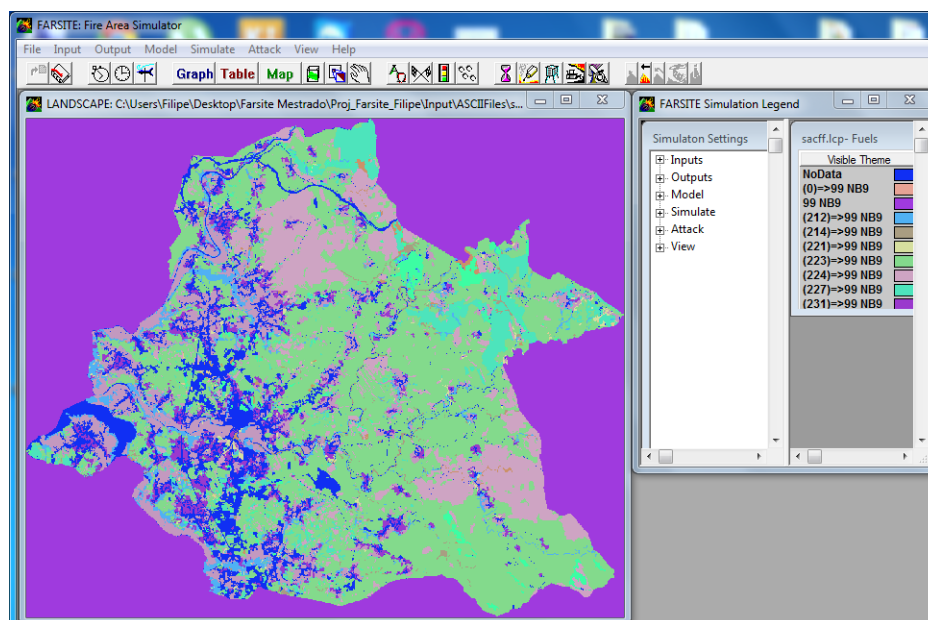 FARSITE: Fire Area Simulator
File Input Output Model Simulate Attack View Help
Graph Table Map
LANDSCAPE: C:\Users\Filipe\Desktop\Farsite Mestrado\Proj_Farsite_Filipe\Input\ASCIIFiles\s...
FARSITE Simulation Legend
Simulaton Settings
Inputs
Outputs
Model
Simulate
Attack
View
sacff.lcp- Fuels
Visible Theme
NoData
(0)=>99 NB9
99 NB9
(212)=>99 NB9
(214)=>99 NB9
(221)=>99 NB9
(223)=>99 NB9
(224)=>99 NB9
(227)=>99 NB9
(231)=>99 NB9